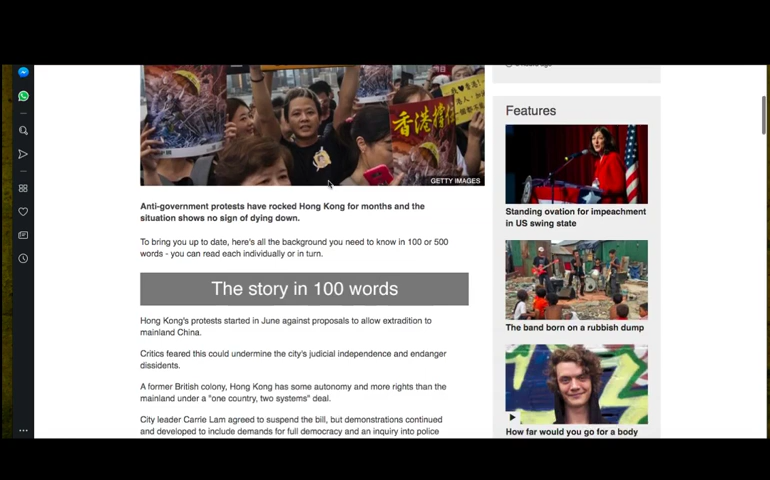 香港撐住
GETTY IMAGES
Anti-government protests have rocked Hong Kong for months and the
situation shows no sign of dying down.
To bring you up to date, here's all the background you need to know in 100 or 500
words - you can read each individually or in turn.
The story in 100 words
Hong Kong's protests started in June against proposals to allow extradition to
mainland China.
Critics feared this could undermine the city's judicial independence and endanger
dissidents.
A former British colony, Hong Kong has some autonomy and more rights than the
mainland under a "one country, two systems" deal.
City leader Carrie Lam agreed to suspend the bill, but demonstrations continued
and developed to include demands for full democracy and an inquiry into police
Features
Standing ovation for impeachment
in US swing state
The band born on a rubbish dump
How far would you go for a body